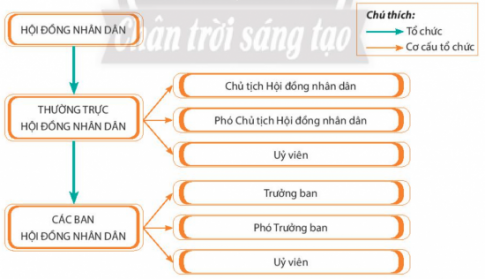 Chân trời sáng tạo
Chú thích:
Tổ chức
Cơ cấu tổ chức
HỘI ĐỒNG NHÂN DÂN
THƯỜNG TRỰC
HỘI ĐỒNG NHÂN DÂN
Chủ tịch Hội đồng nhân dân
Phó Chủ tịch Hội đồng nhân dân
Uỷ viên
CÁC BAN
HỘI ĐỒNG NHÂN DÂN
Trưởng ban
Phó Trưởng ban
Uỷ viên